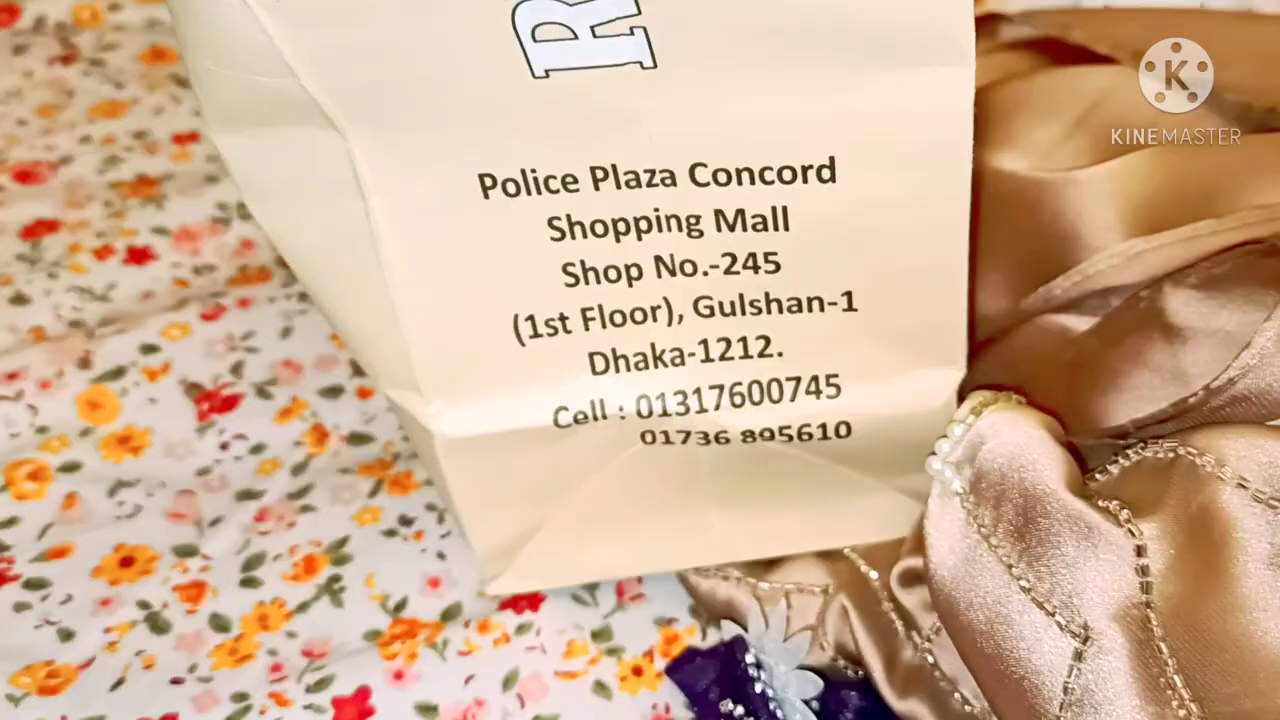 R
K
KINEMASTER
Police Plaza Concord
Shopping Mall
Shop No.-245
(1st Floor), Gulshan-1
Dhaka-1212.
Cell : 01317600745
01736 895610